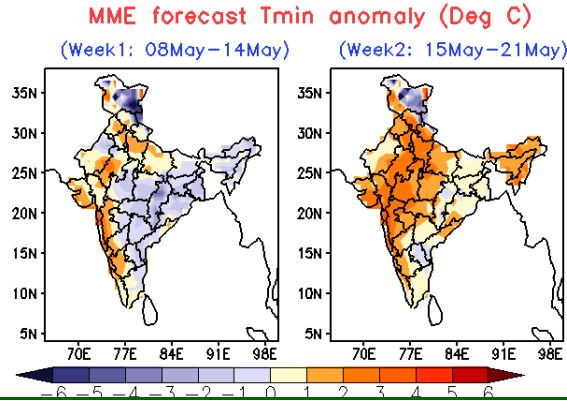 MME forecast Tmin anomaly (Deg C)
(Week1: 08May-14May) (Week2: 15May-21May)
35N 35N
30N 30N
25N 25N
20N 20N
15N 15N
10N 10N
5N 5N
70E 77E 84E 91E 98E 70E 77E 84E 91E 98E
-6 -5 -4 -3 -2 -1 0 1 2 3 4 5 6